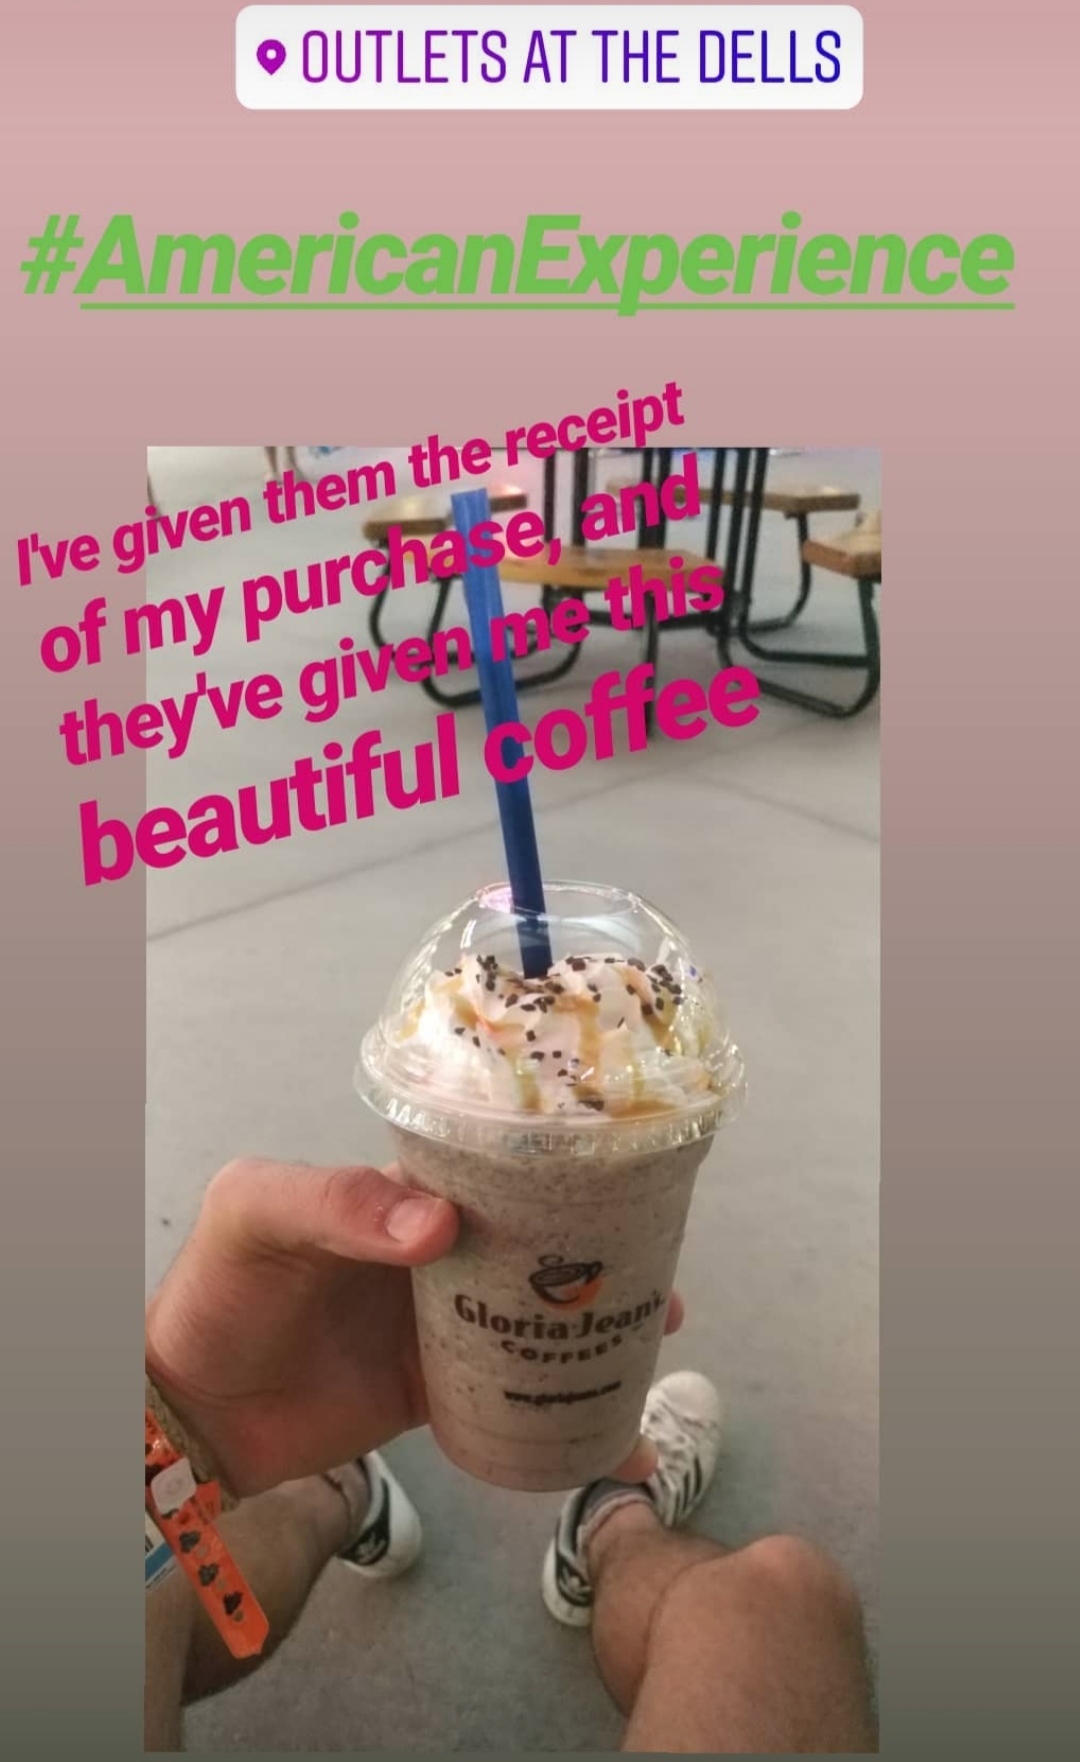 OUTLETS AT THE DELLS
#AmericanExperience
I've given them the receipt
of my purchase, and
they've given me this
beautiful coffee
Gloria Jean's
COFFEES